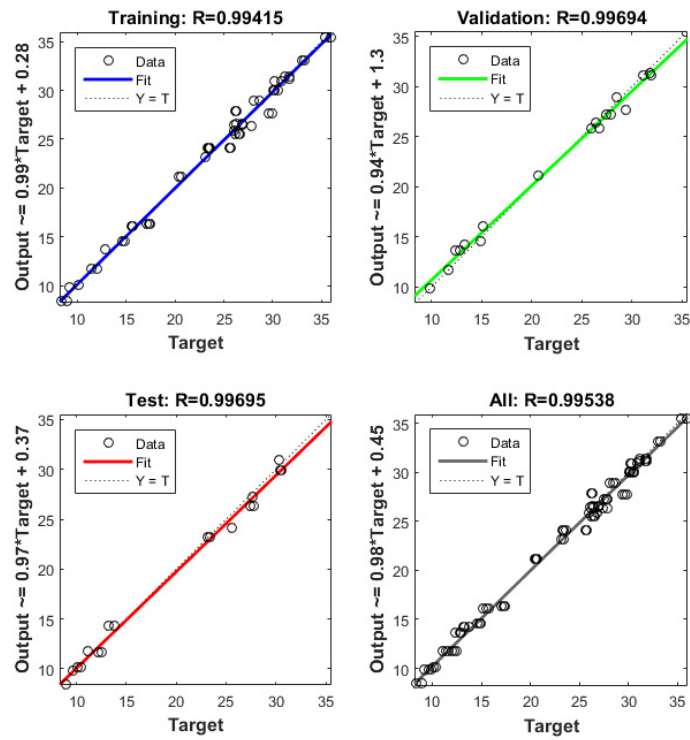 Training: R=0.99415
Output ~= 0.99*Target + 0.28
35
30
25
20
15
10
Data
Fit
Y = T
10 15 20 25 30 35
Target
Validation: R=0.99694
Output ~= 0.94*Target + 1.3
35
30
25
20
15
10
Data
Fit
Y = T
10 15 20 25 30 35
Target
Test: R=0.99695
Output ~= 0.97*Target + 0.37
35
30
25
20
15
10
Data
Fit
Y = T
10 15 20 25 30 35
Target
All: R=0.99538
Output ~= 0.98*Target + 0.45
35
30
25
20
15
10
Data
Fit
Y = T
10 15 20 25 30 35
Target